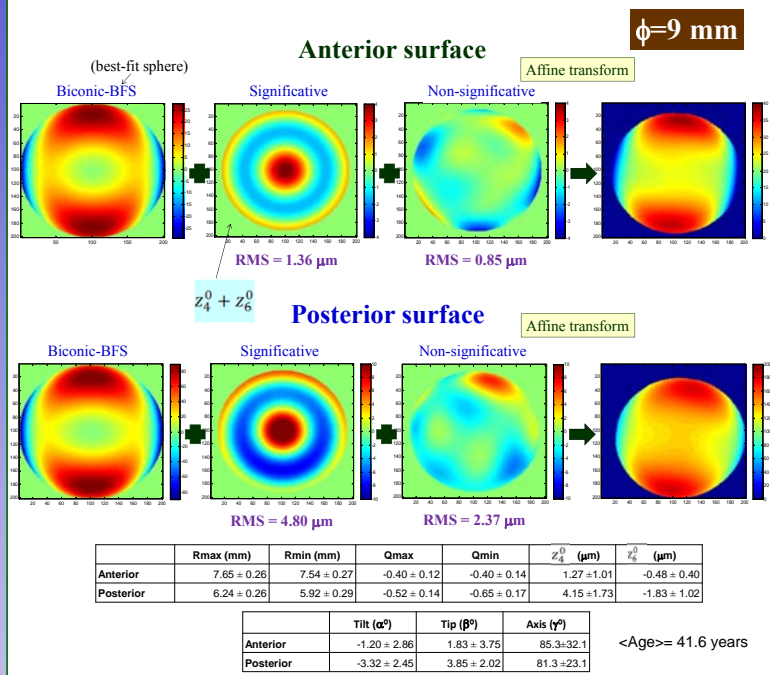 ϕ=9 mm
Anterior surface
(best-fit sphere)
Affine transform
Biconic-BFS
Significative
Non-significative
RMS = 1.36 μm
RMS = 0.85 μm
z₄⁰ + z₆⁰
Posterior surface
Affine transform
Biconic-BFS
Significative
Non-significative
RMS = 4.80 μm
RMS = 2.37 μm
Rmax (mm) Rmin (mm) Qmax Qmin z₄⁰ (μm) z₆⁰ (μm)
Anterior 7.65 ± 0.26 7.54 ± 0.27 -0.40 ± 0.12 -0.40 ± 0.14 1.27 ±1.01 -0.48 ± 0.40
Posterior 6.24 ± 0.26 5.92 ± 0.29 -0.52 ± 0.14 -0.65 ± 0.17 4.15 ±1.73 -1.83 ± 1.02
Tilt (α⁰) Tip (β⁰) Axis (γ⁰)
Anterior -1.20 ± 2.86 1.83 ± 3.75 85.3±32.1
Posterior -3.32 ± 2.45 3.85 ± 2.02 81.3 ±23.1
<Age>= 41.6 years